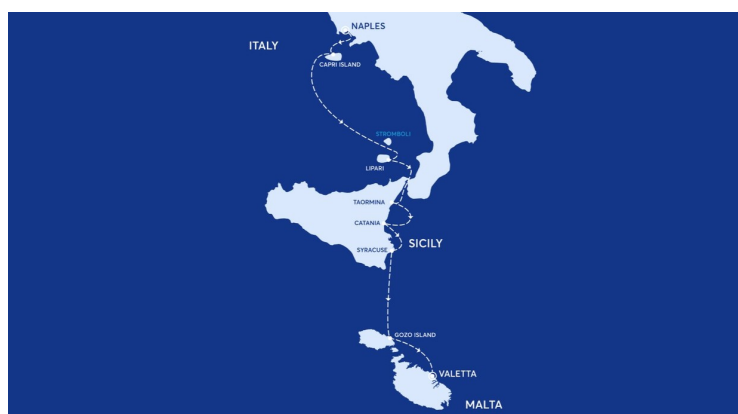 NAPLES
ITALY
CAPRI ISLAND
STROMBOLI
LIPARI
TAORMINA
CATANIA
SICILY
SYRACUSE
GOZO ISLAND
VALETTA
MALTA